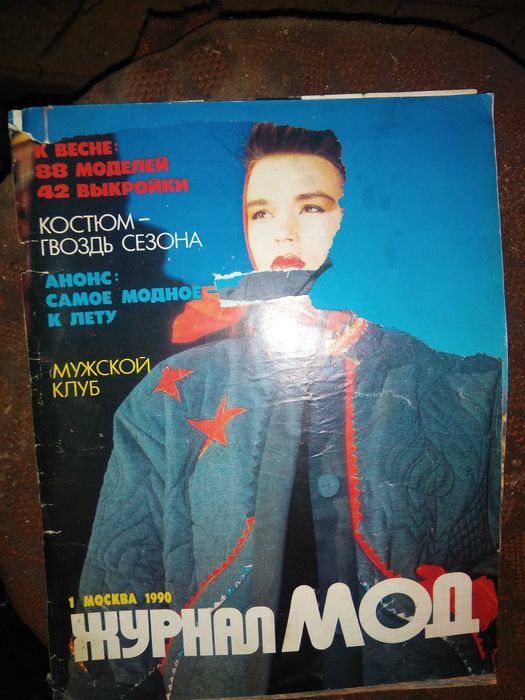 К ВЕСНЕ:
88 МОДЕЛЕЙ
42 ВЫКРОЙКИ
КОСТЮМ –
ГВОЗДЬ СЕЗОНА
АНОНС:
САМОЕ МОДНОЕ –
К ЛЕТУ
МУЖСКОЙ
КЛУБ
1 МОСКВА 1990
ЖУРНАЛ МОД